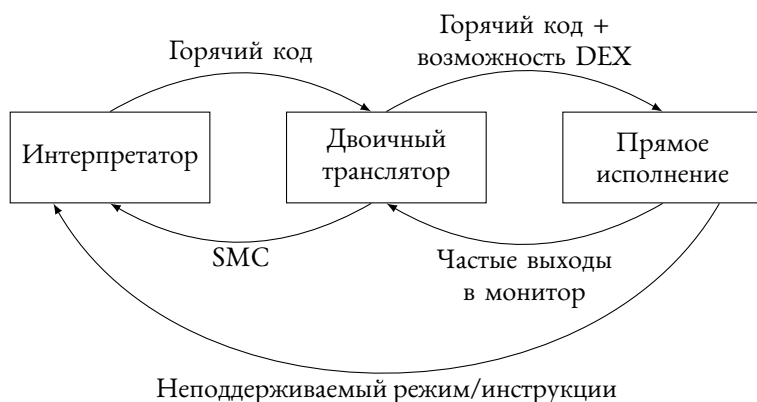 Горячий код
Горячий код +
возможность DEX
Интерпретатор
Двоичный
транслятор
Прямое
исполнение
SMC
Частые выходы
в монитор
Неподдерживаемый режим/инструкции